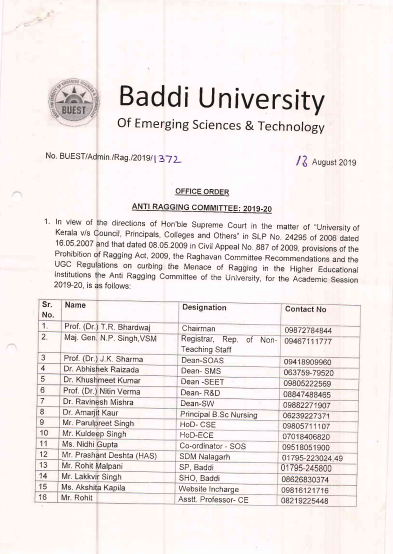 BUEST
Baddi University
Of Emerging Sciences & Technology
No. BUEST/Admin./Rag./2019/1372
13 August 2019
OFFICE ORDER
ANTI RAGGING COMMITTEE: 2019-20
1. In view of the directions of Hon'ble Supreme Court in the matter of "University of
Kerala v/s Council, Principals, Colleges and Others" in SLP No. 24295 of 2006 dated
16.05.2007 and that dated 08.05.2009 in Civil Appeal No. 887 of 2009, provisions of the
Prohibition of Ragging Act, 2009, the Raghavan Committee Recommendations and the
UGC Regulations on curbing the Menace of Ragging in the Higher Educational
Institutions the Anti Ragging Committee of the University, for the Academic Session
2019-20, is as follows:
Sr. No. Name Designation Contact No
1. Prof. (Dr.) T.R. Bhardwaj Chairman 09872784844
2. Maj. Gen. N.P. Singh,VSM Registrar, Rep. of Non- 09467111777
Teaching Staff
3 Prof. (Dr.) J.K. Sharma Dean-SOAS 09418909960
4 Dr. Abhishek Raizada Dean- SMS 063759-79520
5 Dr. Khushmeet Kumar Dean -SEET 09805222569
6 Prof. (Dr.) Nitin Verma Dean- R&D 08847488465
7 Dr. Ravinesh Mishra Dean-SW 09882271907
8 Dr. Amarjit Kaur Principal B.Sc Nursing 06239227371
9 Mr. Parulpreet Singh HoD- CSE 09805711107
10 Mr. Kuldeep Singh HoD-ECE 07018406820
11 Ms. Nidhi Gupta Co-ordinator - SOS 09518051900
12 Mr. Prashant Deshta (HAS) SDM Nalagarh 01795-223024,49
13 Mr. Rohit Malpani SP, Baddi 01795-245800
14 Mr. Lakkvir Singh SHO, Baddi 08626830374
15 Ms. Akshita Kapila Website Incharge 09816121716
16 Mr. Rohit Asstt. Professor- CE 08219225448